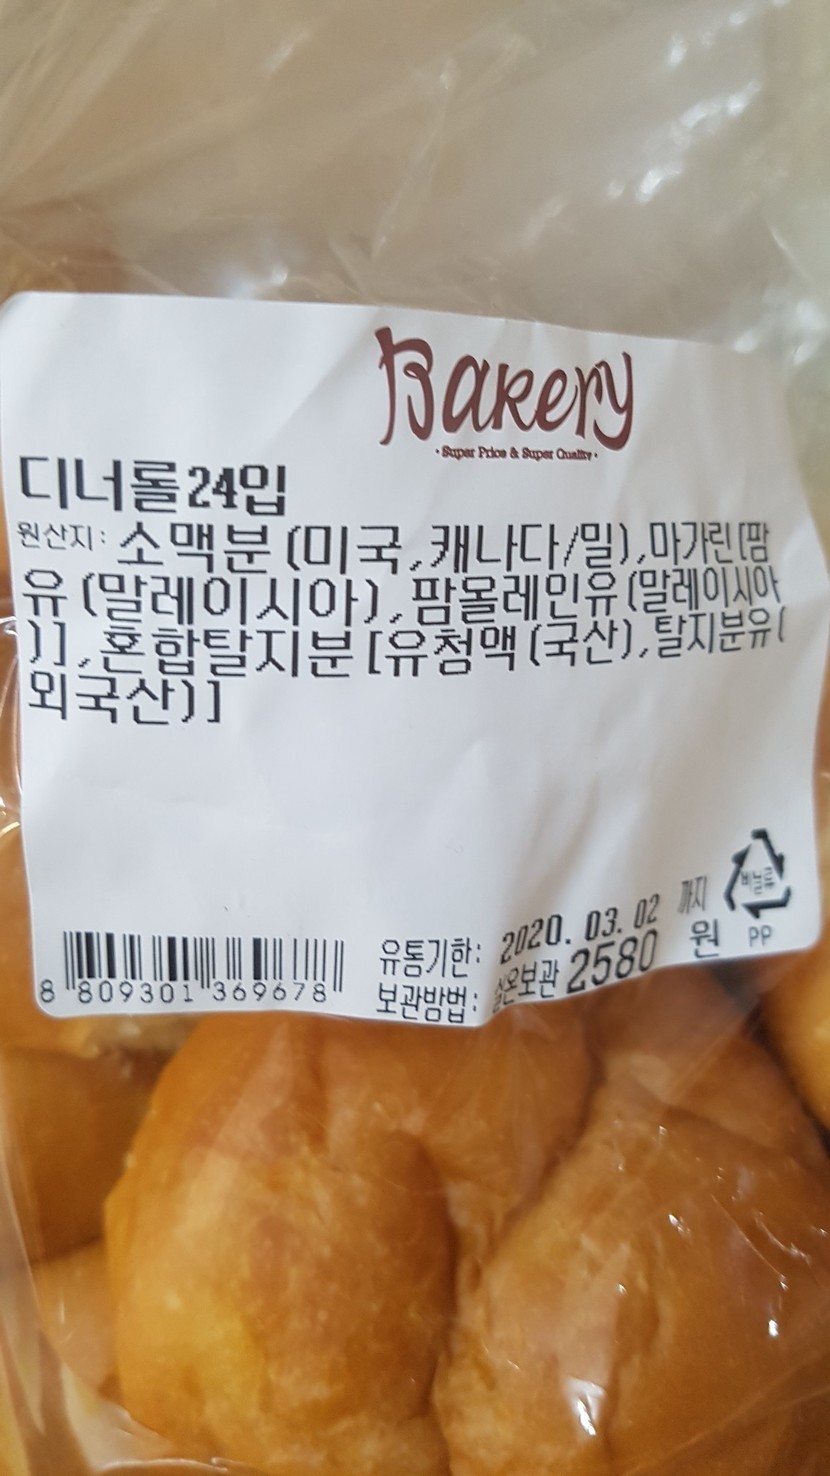 Bakery
• Super Price & Super Quality •
디너롤24입
원산지: 소맥분(미국,캐나다/밀),마가린[팜
유(말레이시아),팜올레인유(말레이시아
)],혼합탈지분[유청맥(국산),탈지분유(
외국산)]
유통기한: 2020. 03. 02 까지
보관방법: 실온보관 2580 원
비닐류
PP
8 809301 369678